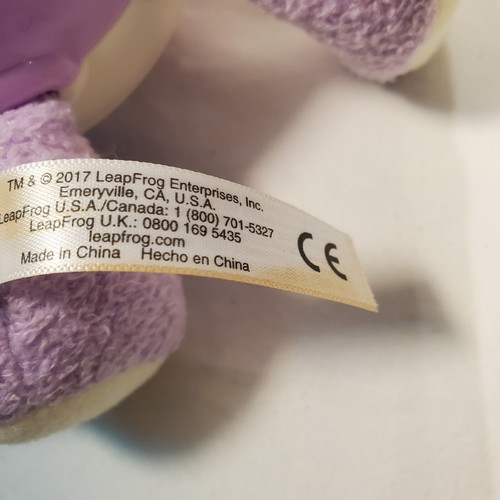 TM & © 2017 LeapFrog Enterprises, Inc.
Emeryville, CA, U.S.A.
LeapFrog U.S.A./Canada: 1 (800) 701-5327
LeapFrog U.K.: 0800 169 5435
leapfrog.com
Made in China Hecho en China
CE